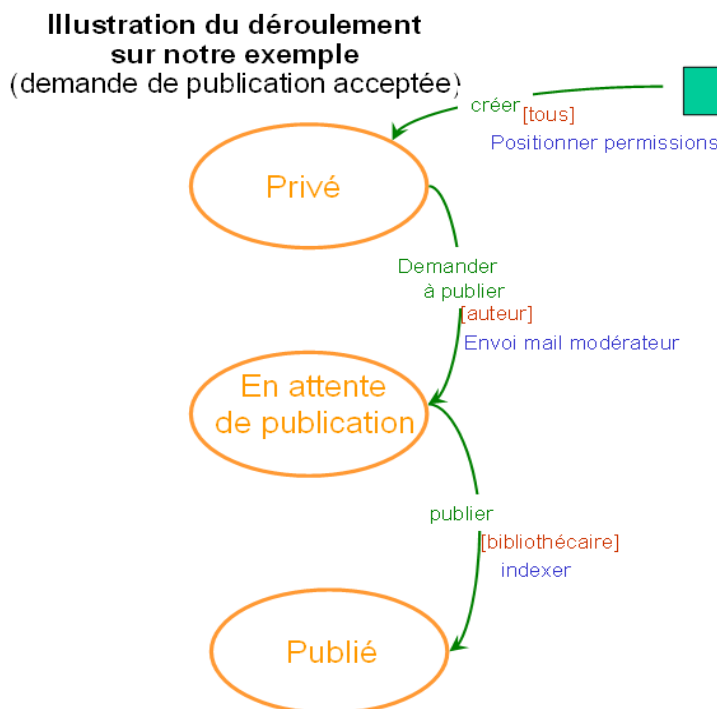 Illustration du déroulement
sur notre exemple
(demande de publication acceptée)
créer
[tous]
Positionner permissions
Privé
Demander
à publier
[auteur]
Envoi mail modérateur
En attente
de publication
publier
[bibliothécaire]
indexer
Publié